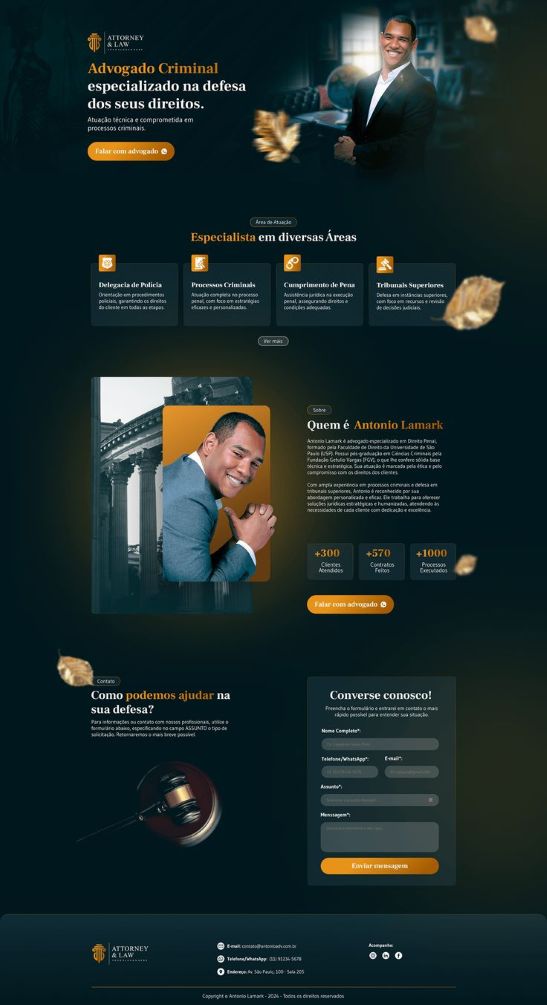 ATTORNEY
& LAW
Advogado Criminal
especializado na defesa
dos seus direitos.
Atuação técnica e comprometida em
processos criminais.
Falar com advogado
Área de Atuação
Especialista em diversas Áreas
Delegacia de Polícia
Orientação em procedimentos
policiais, garantindo os direitos
do cliente em todas as etapas.
Processos Criminais
Atuação completa no processo
penal, com foco em estratégias
eficazes e personalizadas.
Cumprimento de Pena
Assistência jurídica na execução
penal, assegurando direitos e
condições adequadas.
Tribunais Superiores
Defesa em instâncias superiores,
com foco em recursos e revisão
de decisões judiciais.
Ver mais
Sobre
Quem é Antonio Lamark
Antonio Lamark é advogado especializado em Direito Penal,
formado pela Faculdade de Direito da Universidade de São
Paulo (USP). Possui pós-graduação em Ciências Criminais pela
Fundação Getulio Vargas (FGV), o que lhe confere sólida base
técnica e estratégica. Sua atuação é marcada pela ética e pelo
compromisso com os direitos dos clientes.
Com ampla experiência em processos criminais e defesa em
tribunais superiores, Antonio é reconhecido por sua
abordagem personalizada e eficaz. Ele trabalha para oferecer
soluções jurídicas estratégicas e humanizadas, atendendo às
necessidades de cada cliente com dedicação e excelência.
+300
Clientes
Atendidos
+570
Contratos
Feitos
+1000
Processos
Executados
Falar com advogado
Contato
Como podemos ajudar na
sua defesa?
Para informações ou contato com nossos profissionais, utilize o
formulário abaixo, especificando no campo ASSUNTO o tipo de
solicitação. Retornaremos o mais breve possível.
Converse conosco!
Preencha o formulário e entrarei em contato o mais
rápido possível para entender sua situação.
Nome Completo*:
Telefone/WhatsApp*:
E-mail*:
Assunto*:
Menssagem*:
Enviar mensagem
ATTORNEY
& LAW
E-mail: contato@antonioadv.com.br
Telefone/WhatsApp: (11) 91234-5678
Endereço: Av. São Paulo, 100 - Sala 205
Acompanhe:
Copyright © Antonio Lamark - 2024 - Todos os direitos reservados